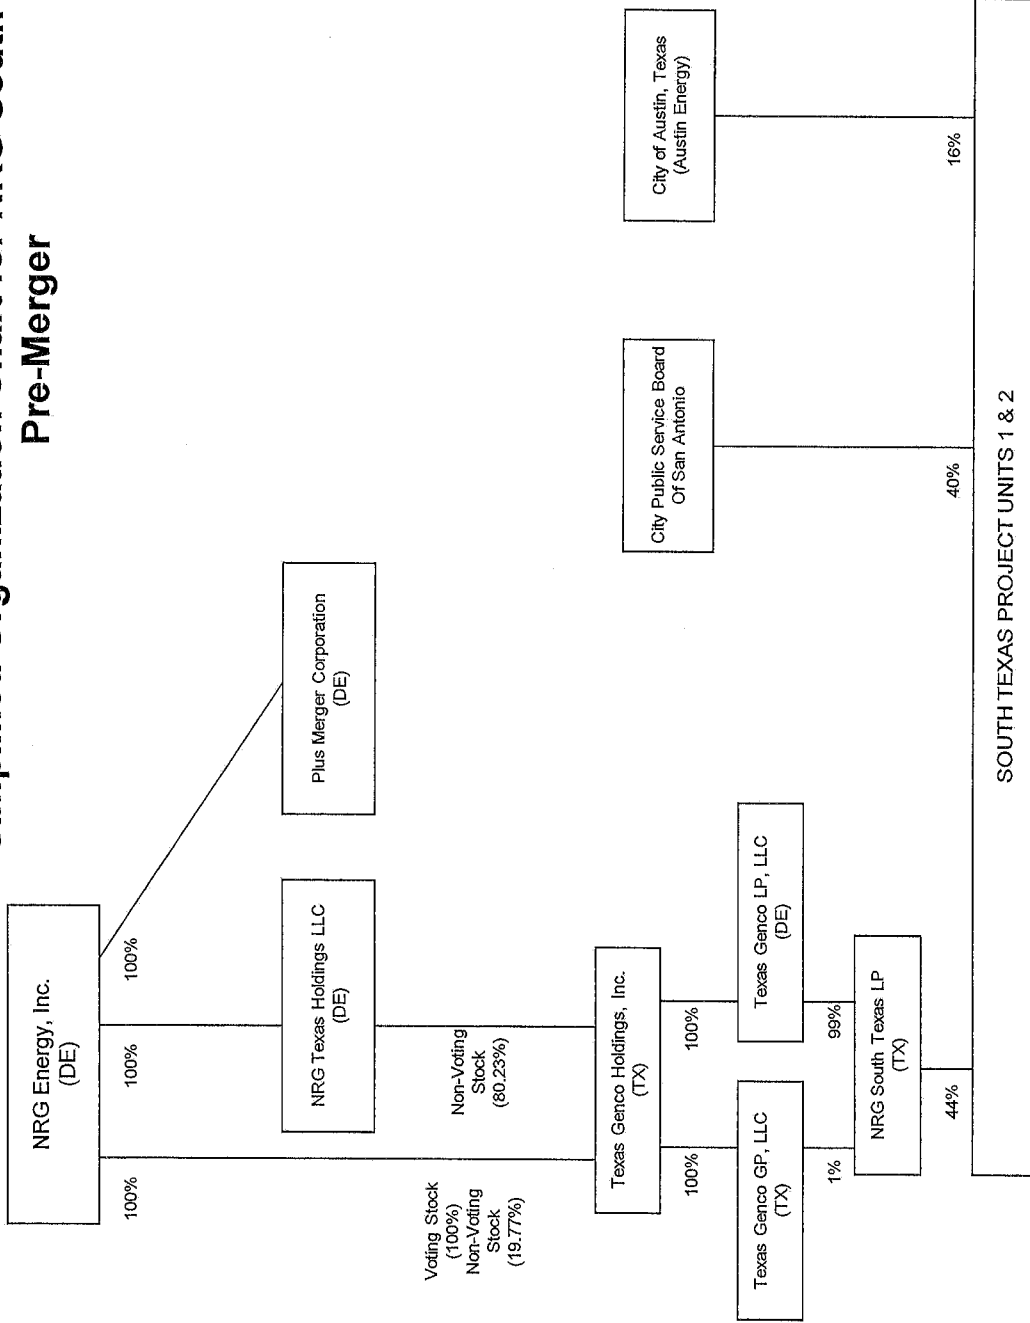 Pre-Merger
NRG Energy, Inc.
(DE)
100%
100%
100%
NRG Texas Holdings LLC
(DE)
Plus Merger Corporation
(DE)
Voting Stock
(100%)
Non-Voting
Stock
(19.77%)
Non-Voting
Stock
(80.23%)
Texas Genco Holdings, Inc.
(TX)
City Public Service Board
Of San Antonio
City of Austin, Texas
(Austin Energy)
100%
100%
Texas Genco GP, LLC
(TX)
Texas Genco LP, LLC
(DE)
1%
99%
NRG South Texas LP
(TX)
44%
40%
16%
SOUTH TEXAS PROJECT UNITS 1 & 2